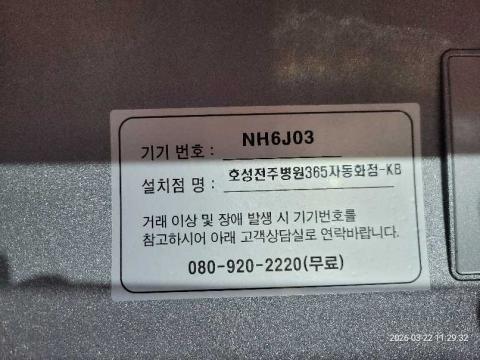 기기 번호 : NH6J03
설치점 명 : 효성전주병원365자동화점-KB
거래 이상 및 장애 발생 시 기기번호를
참고하시어 아래 고객상담실로 연락바랍니다.
080-920-2220(무료)
2026-03-22 11:29:32